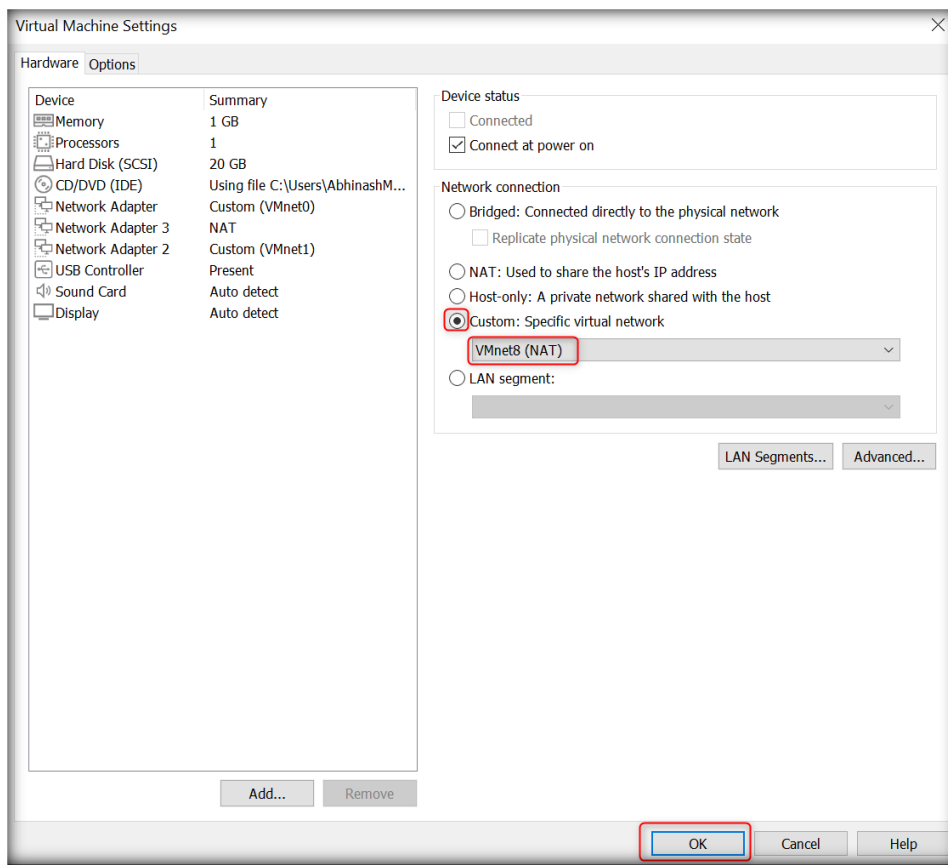 Virtual Machine Settings
Hardware Options
Device Summary
Memory 1 GB
Processors 1
Hard Disk (SCSI) 20 GB
CD/DVD (IDE) Using file C:\Users\AbhinashM...
Network Adapter Custom (VMnet0)
Network Adapter 3 NAT
Network Adapter 2 Custom (VMnet1)
USB Controller Present
Sound Card Auto detect
Display Auto detect
Add... Remove
Device status
Connected
Connect at power on
Network connection
Bridged: Connected directly to the physical network
Replicate physical network connection state
NAT: Used to share the host's IP address
Host-only: A private network shared with the host
Custom: Specific virtual network
VMnet8 (NAT)
LAN segment:
LAN Segments... Advanced...
OK Cancel Help